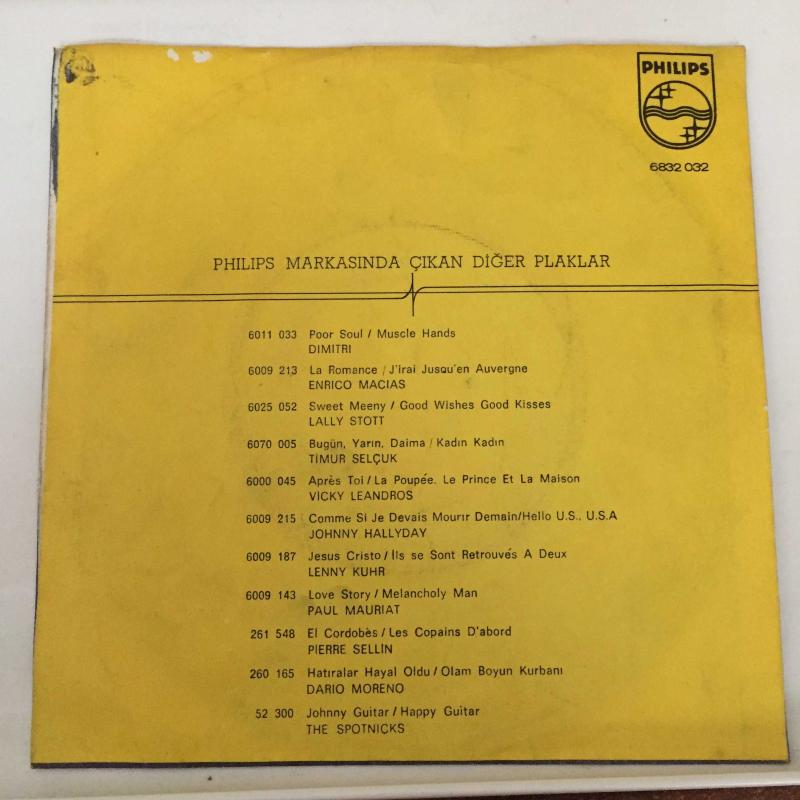 PHILIPS
6832 032
PHILIPS MARKASINDA ÇIKAN DİĞER PLAKLAR
6011 033 Poor Soul / Muscle Hands
DIMITRI
6009 213 La Romance / J'irai Jusqu'en Auvergne
ENRICO MACIAS
6025 052 Sweet Meeny / Good Wishes Good Kisses
LALLY STOTT
6070 005 Bugün, Yarın, Daima / Kadın Kadın
TİMUR SELÇUK
6000 045 Après Toi / La Poupée. Le Prince Et La Maison
VICKY LEANDROS
6009 215 Comme Si Je Devais Mourır Demain/Hello U.S., U.S.A
JOHNNY HALLYDAY
6009 187 Jesus Cristo / Ils se Sont Retrouvés A Deux
LENNY KUHR
6009 143 Love Story / Melancholy Man
PAUL MAURIAT
261 548 El Cordobès / Les Copains D'abord
PIERRE SELLIN
260 165 Hatıralar Hayal Oldu / Olam Boyun Kurbanı
DARIO MORENO
52 300 Johnny Guitar / Happy Guitar
THE SPOTNICKS